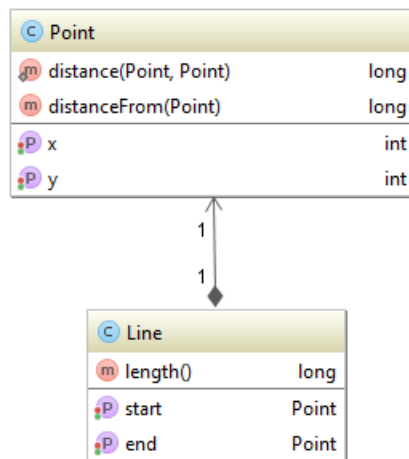 C Point
m distance(Point, Point) long
m distanceFrom(Point) long
P x int
P y int
1
1
C Line
m length() long
P start Point
P end Point